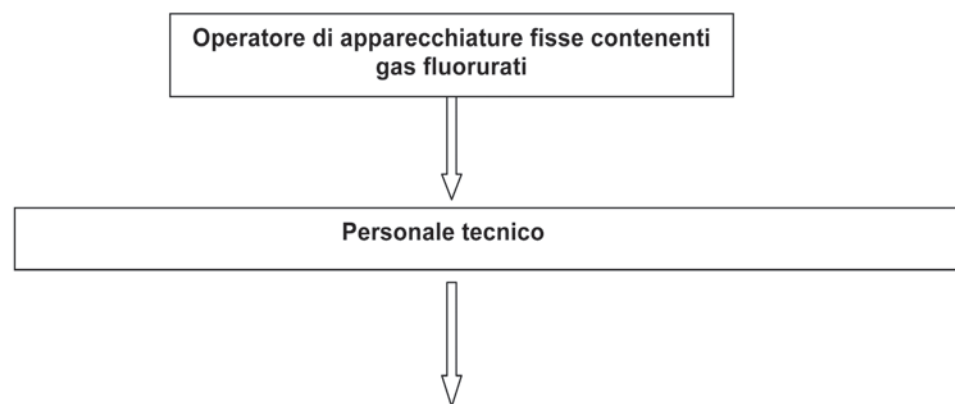 Operatore di apparecchiature fisse contenenti
gas fluorurati
Personale tecnico